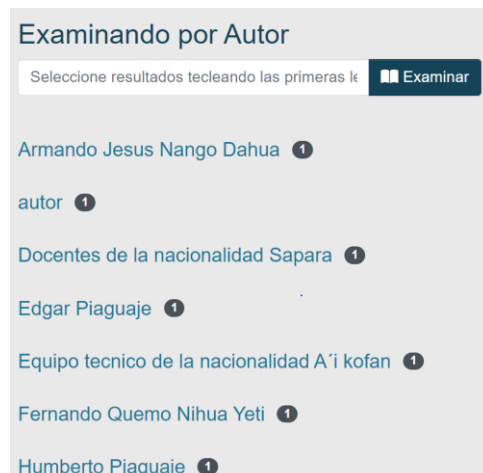 Examinando por Autor
Seleccione resultados tecleando las primeras le Examinar
Armando Jesus Nango Dahua 1
autor 1
Docentes de la nacionalidad Sapara 1
Edgar Piaguaje 1
Equipo tecnico de la nacionalidad A´i kofan 1
Fernando Quemo Nihua Yeti 1
Humberto Piaguaje 1